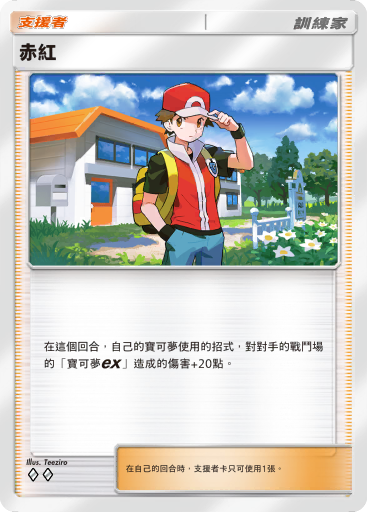 支援者
訓練家
赤紅
在這個回合，自己的寶可夢使用的招式，對對手的戰鬥場
的「寶可夢ex」造成的傷害+20點。
Illus. Teeziro
在自己的回合時，支援者卡只可使用1張。